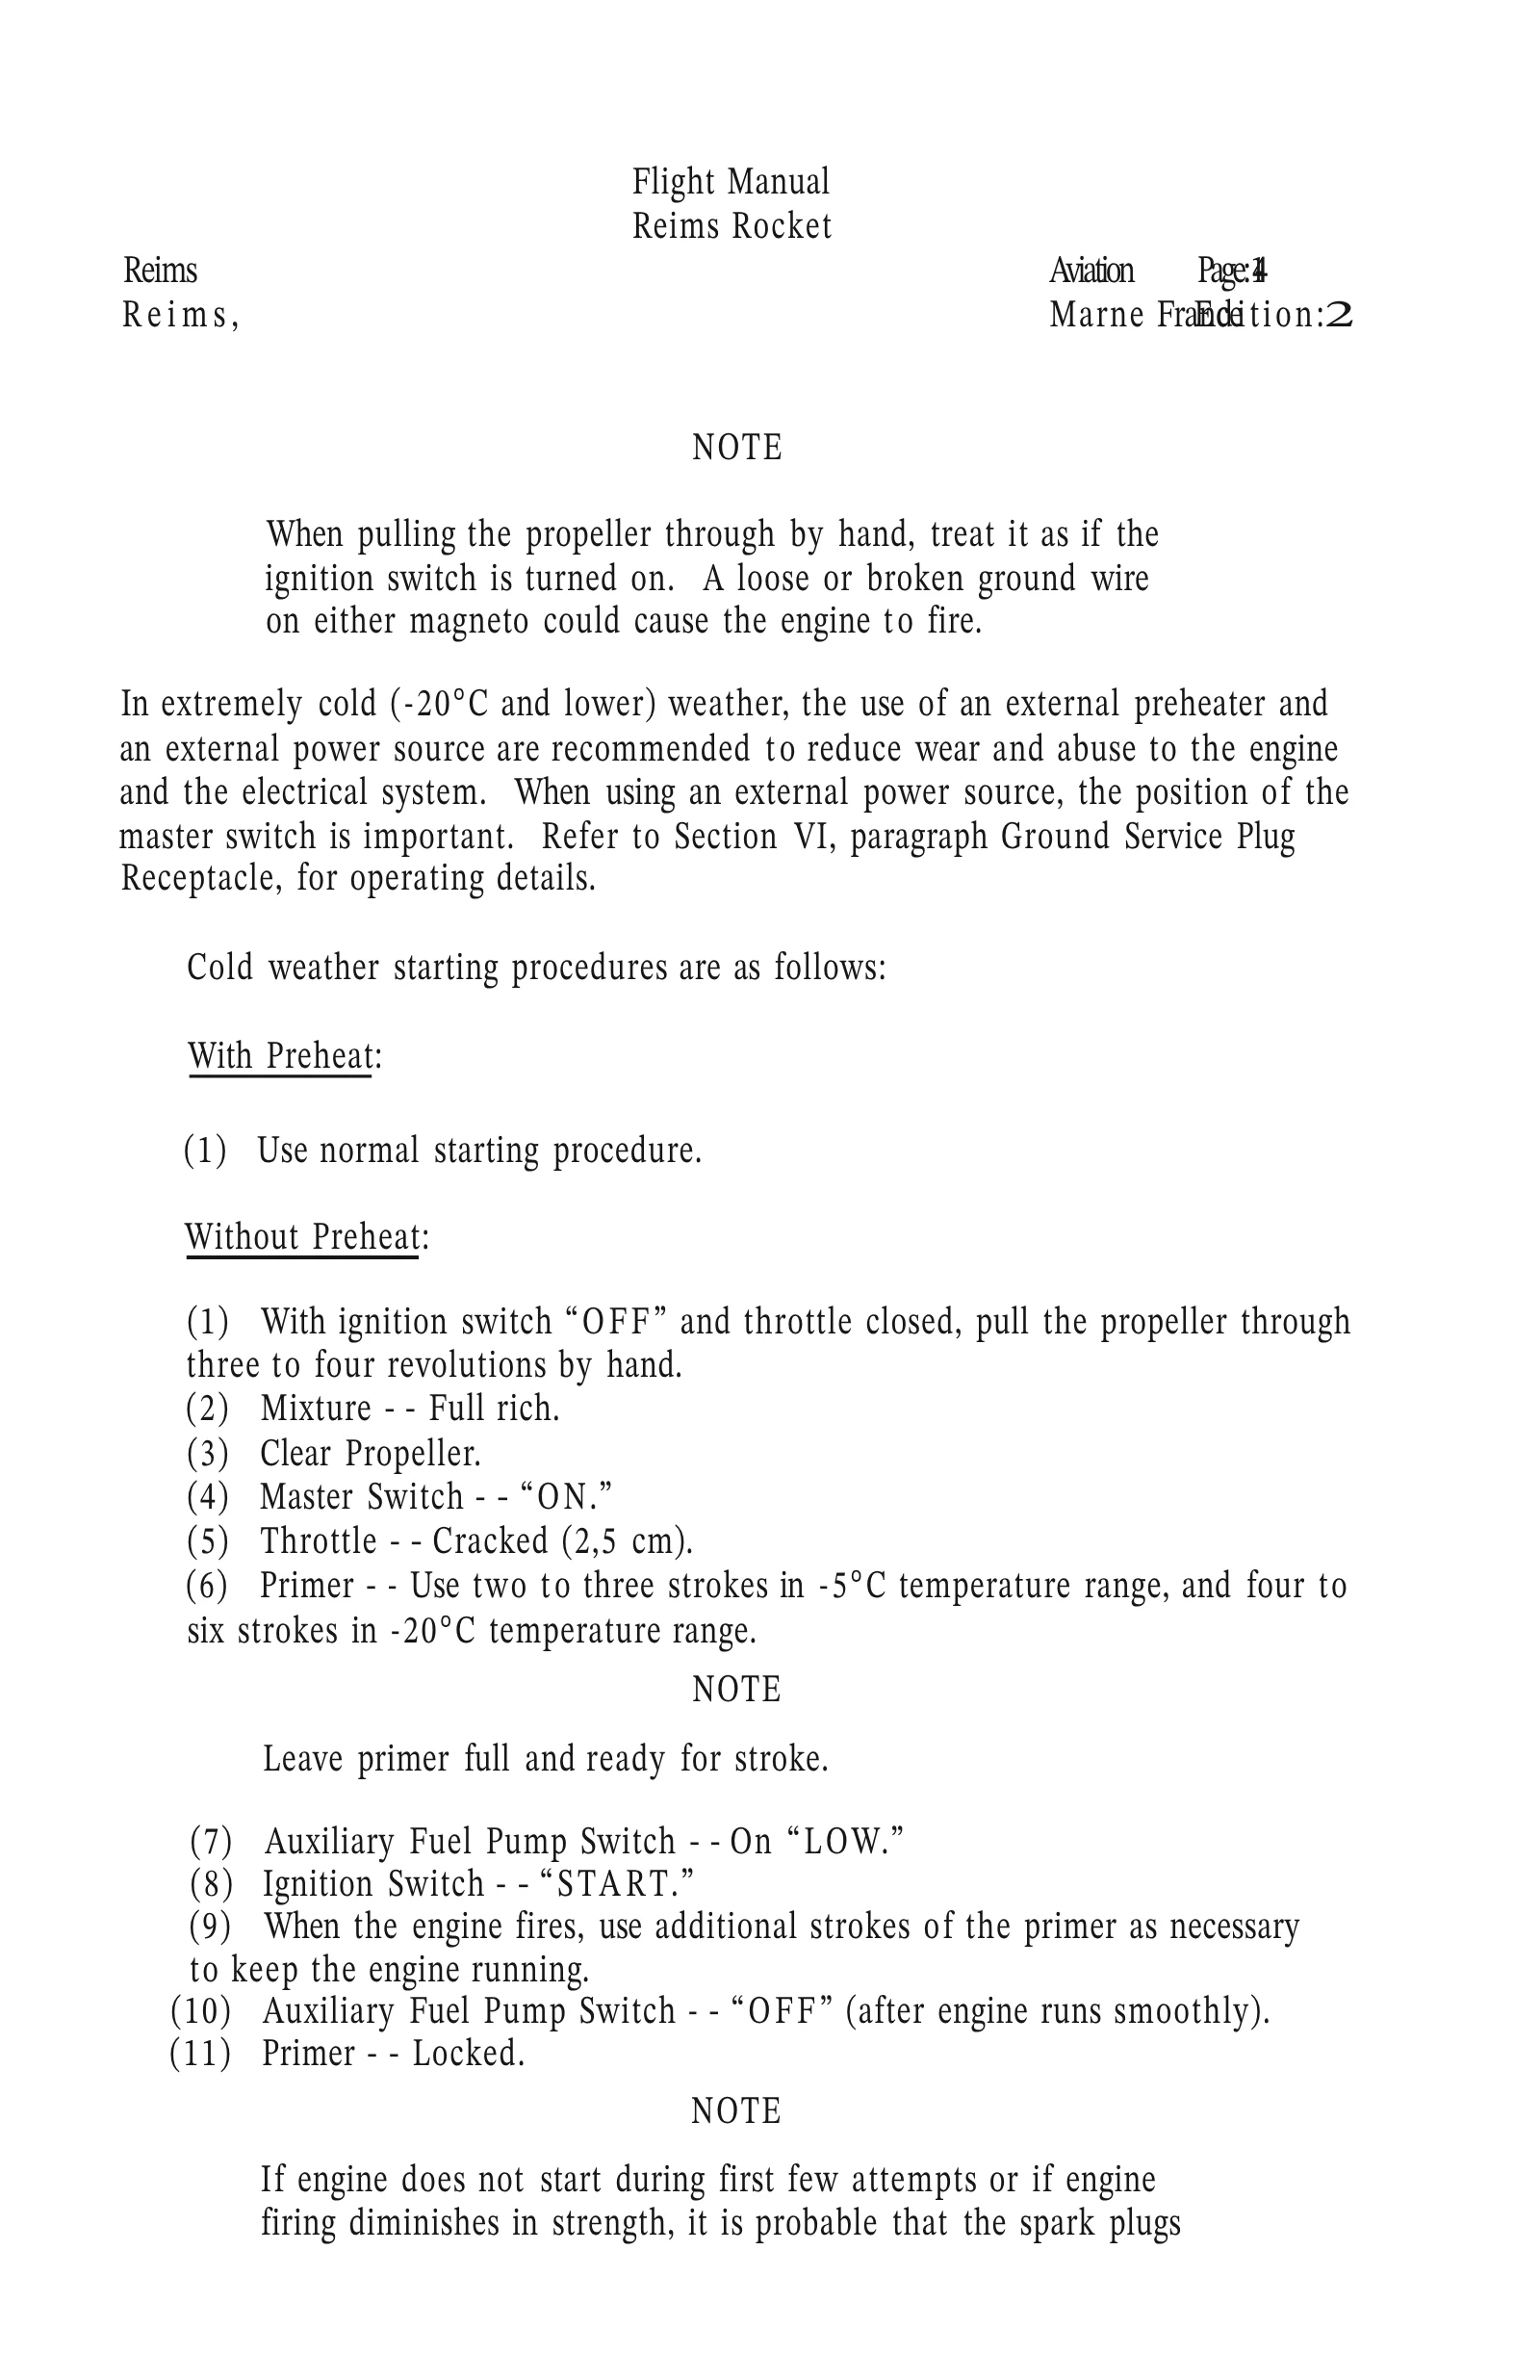 Flight Manual
Reims Rocket
Reims Aviation
Reims, Marne France Edition:2
NOTE
When pulling the propeller through by hand, treat it as if the
ignition switch is turned on. A loose or broken ground wire
on either magneto could cause the engine to fire.
In extremely cold (-20°C and lower) weather, the use of an external preheater and
an external power source are recommended to reduce wear and abuse to the engine
and the electrical system. When using an external power source, the position of the
master switch is important. Refer to Section VI, paragraph Ground Service Plug
Receptacle, for operating details.
Cold weather starting procedures are as follows:
With Preheat:
(1) Use normal starting procedure.
Without Preheat:
(1) With ignition switch “OFF” and throttle closed, pull the propeller through
three to four revolutions by hand.
(2) Mixture - - Full rich.
(3) Clear Propeller.
(4) Master Switch - - “ON.”
(5) Throttle - - Cracked (2,5 cm).
(6) Primer - - Use two to three strokes in -5°C temperature range, and four to
six strokes in -20°C temperature range.
NOTE
Leave primer full and ready for stroke.
(7) Auxiliary Fuel Pump Switch - - On “LOW.”
(8) Ignition Switch - - “START.”
(9) When the engine fires, use additional strokes of the primer as necessary
to keep the engine running.
(10) Auxiliary Fuel Pump Switch - - “OFF” (after engine runs smoothly).
(11) Primer - - Locked.
NOTE
If engine does not start during first few attempts or if engine
firing diminishes in strength, it is probable that the spark plugs